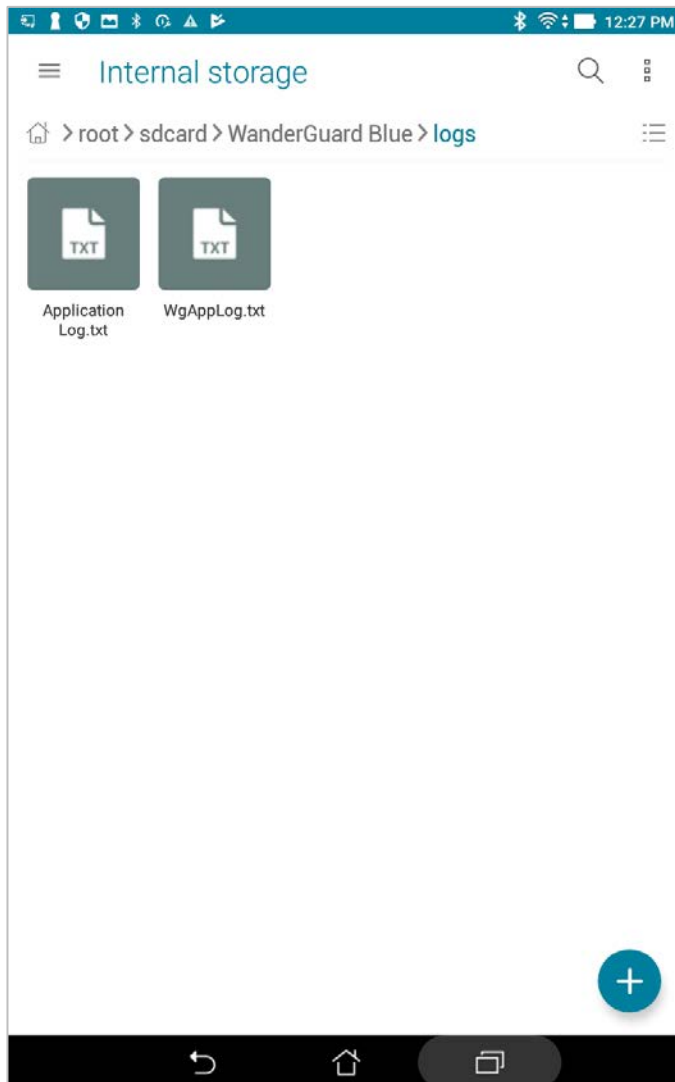 12:27 PM
Internal storage
> root > sdcard > WanderGuard Blue > logs
TXT TXT
Application WgAppLog.txt
Log.txt